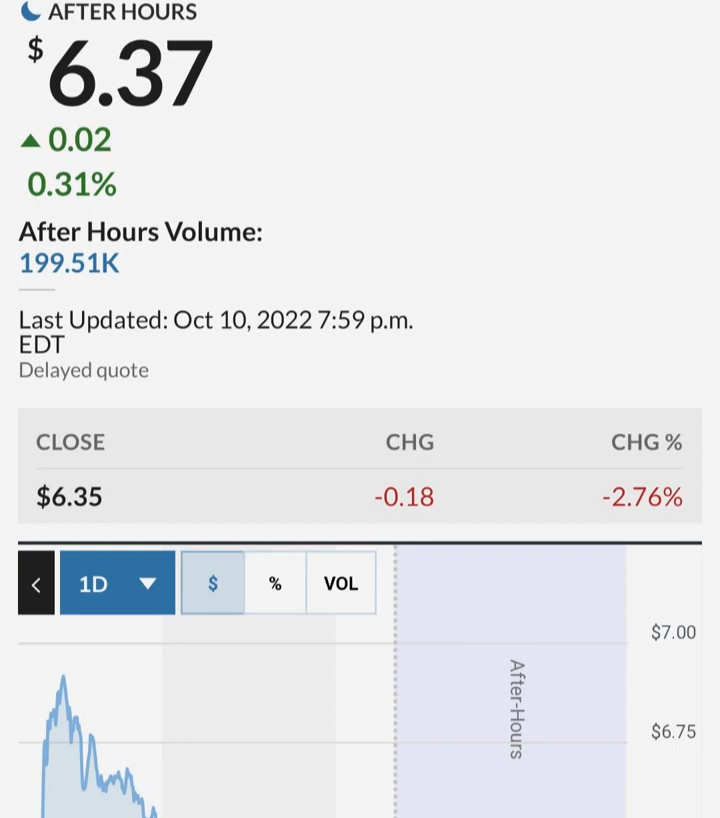 AFTER HOURS
$6.37
0.02
0.31%
After Hours Volume:
199.51K
Last Updated: Oct 10, 2022 7:59 p.m.
EDT
Delayed quote
CLOSE CHG CHG %
$6.35 -0.18 -2.76%
1D $ % VOL
$7.00
After-Hours
$6.75